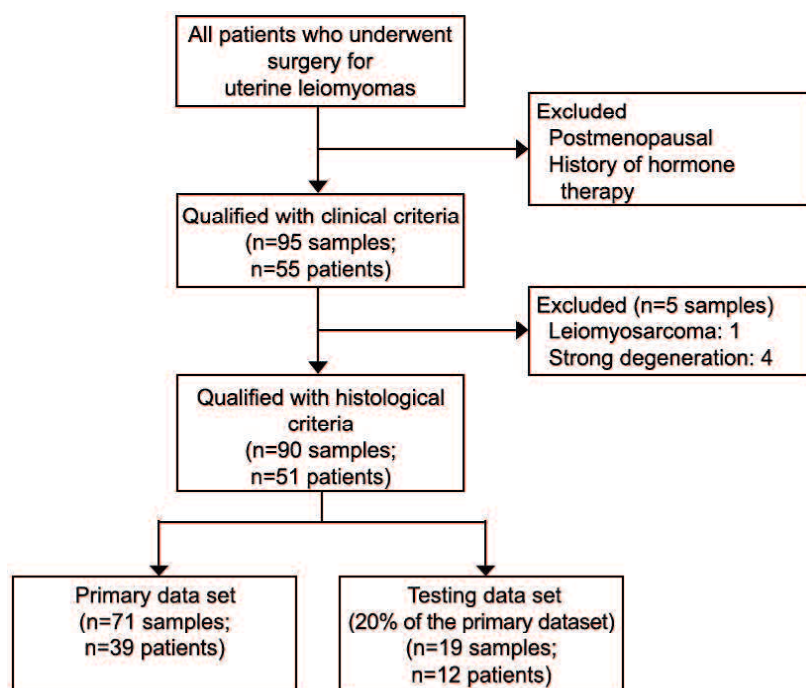 All patients who underwent
surgery for
uterine leiomyomas
Excluded
Postmenopausal
History of hormone
therapy
Qualified with clinical criteria
(n=95 samples;
n=55 patients)
Excluded (n=5 samples)
Leiomyosarcoma: 1
Strong degeneration: 4
Qualified with histological
criteria
(n=90 samples;
n=51 patients)
Primary data set
(n=71 samples;
n=39 patients)
Testing data set
(20% of the primary dataset)
(n=19 samples;
n=12 patients)